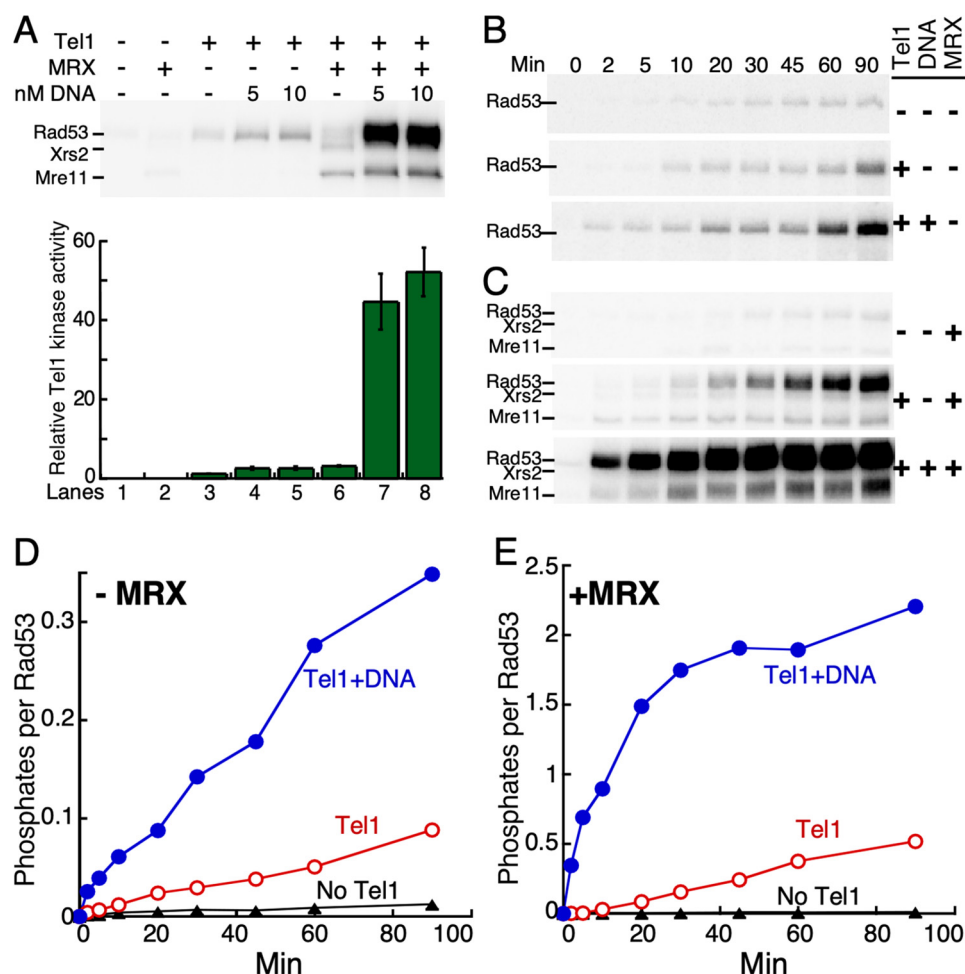 A
Tel1 - - + + + + + +
MRX - + - - - + + +
nM DNA - - - 5 10 - 5 10
Rad53
Xrs2
Mre11
Relative Tel1 kinase activity
60
40
20
0
Lanes 1 2 3 4 5 6 7 8
B
Min 0 2 5 10 20 30 45 60 90 Tel1 DNA MRX
Rad53 - - -
Rad53 + - -
Rad53 + + -
C
Rad53
Xrs2 - - +
Mre11
Rad53
Xrs2 + - +
Mre11
Rad53
Xrs2 + + +
Mre11
D
- MRX
Phosphates per Rad53
0.3
0.2
0.1
0
Tel1+DNA
Tel1
No Tel1
0 20 40 60 80 100
Min
E
+MRX
Phosphates per Rad53
2.5
2
1.5
1
0.5
0
Tel1+DNA
Tel1
No Tel1
0 20 40 60 80 100
Min